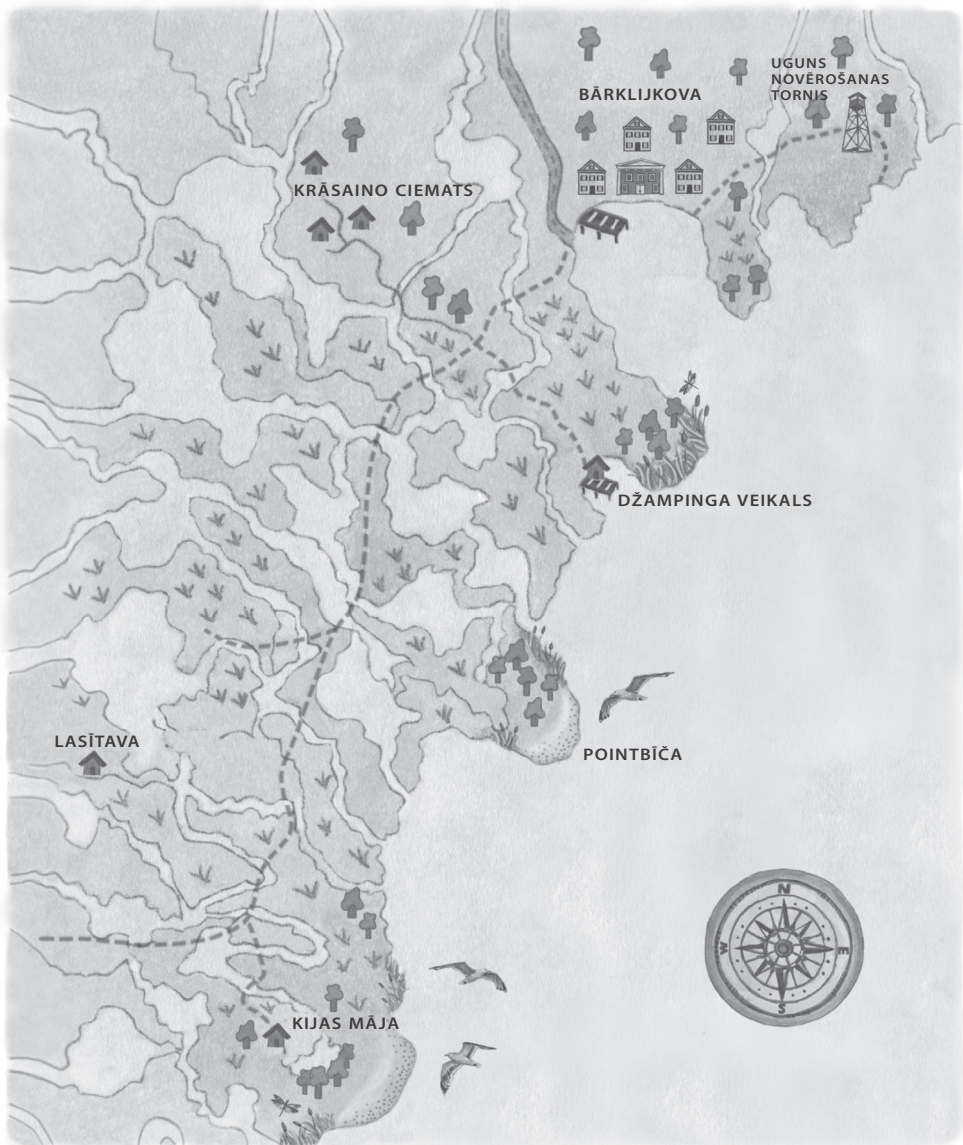 UGUNS
NOVĒROŠANAS
TORNIS
BĀRKLIJKOVA
KRĀSAINO CIEMATS
DŽAMPINGA VEIKALS
POINTBĪČA
LASĪTAVA
N
W
E
S
KIJAS MĀJA